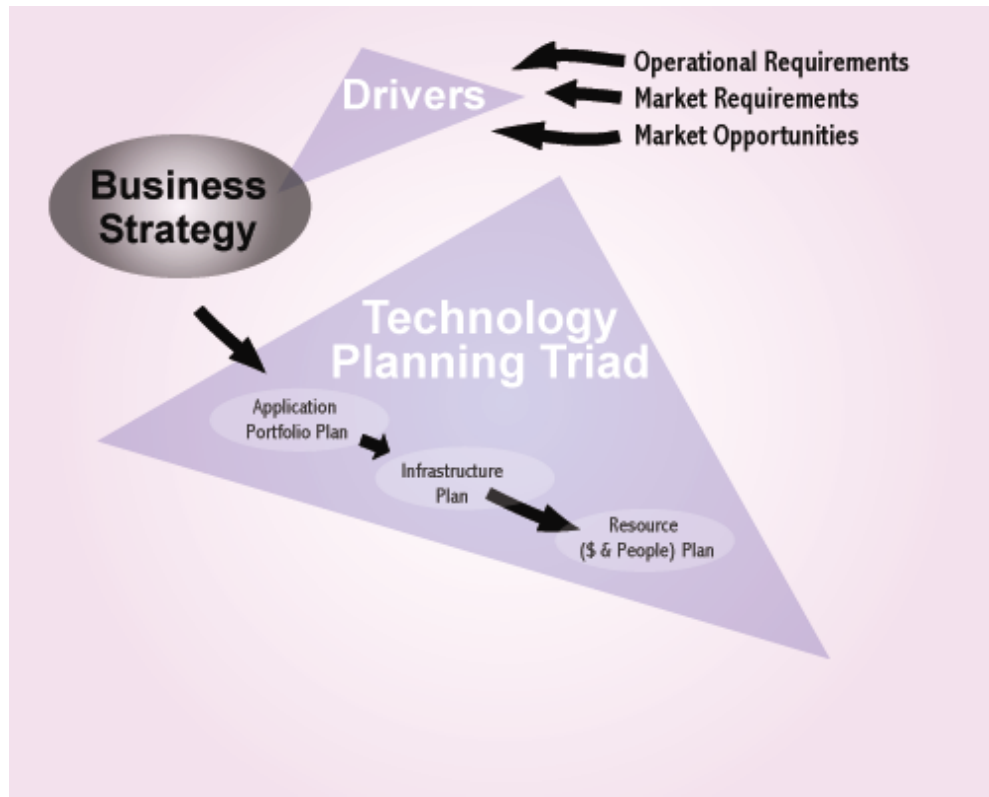 Drivers
Operational Requirements
Market Requirements
Market Opportunities
Business
Strategy
Technology
Planning Triad
Application
Portfolio Plan
Infrastructure
Plan
Resource
($ & People) Plan